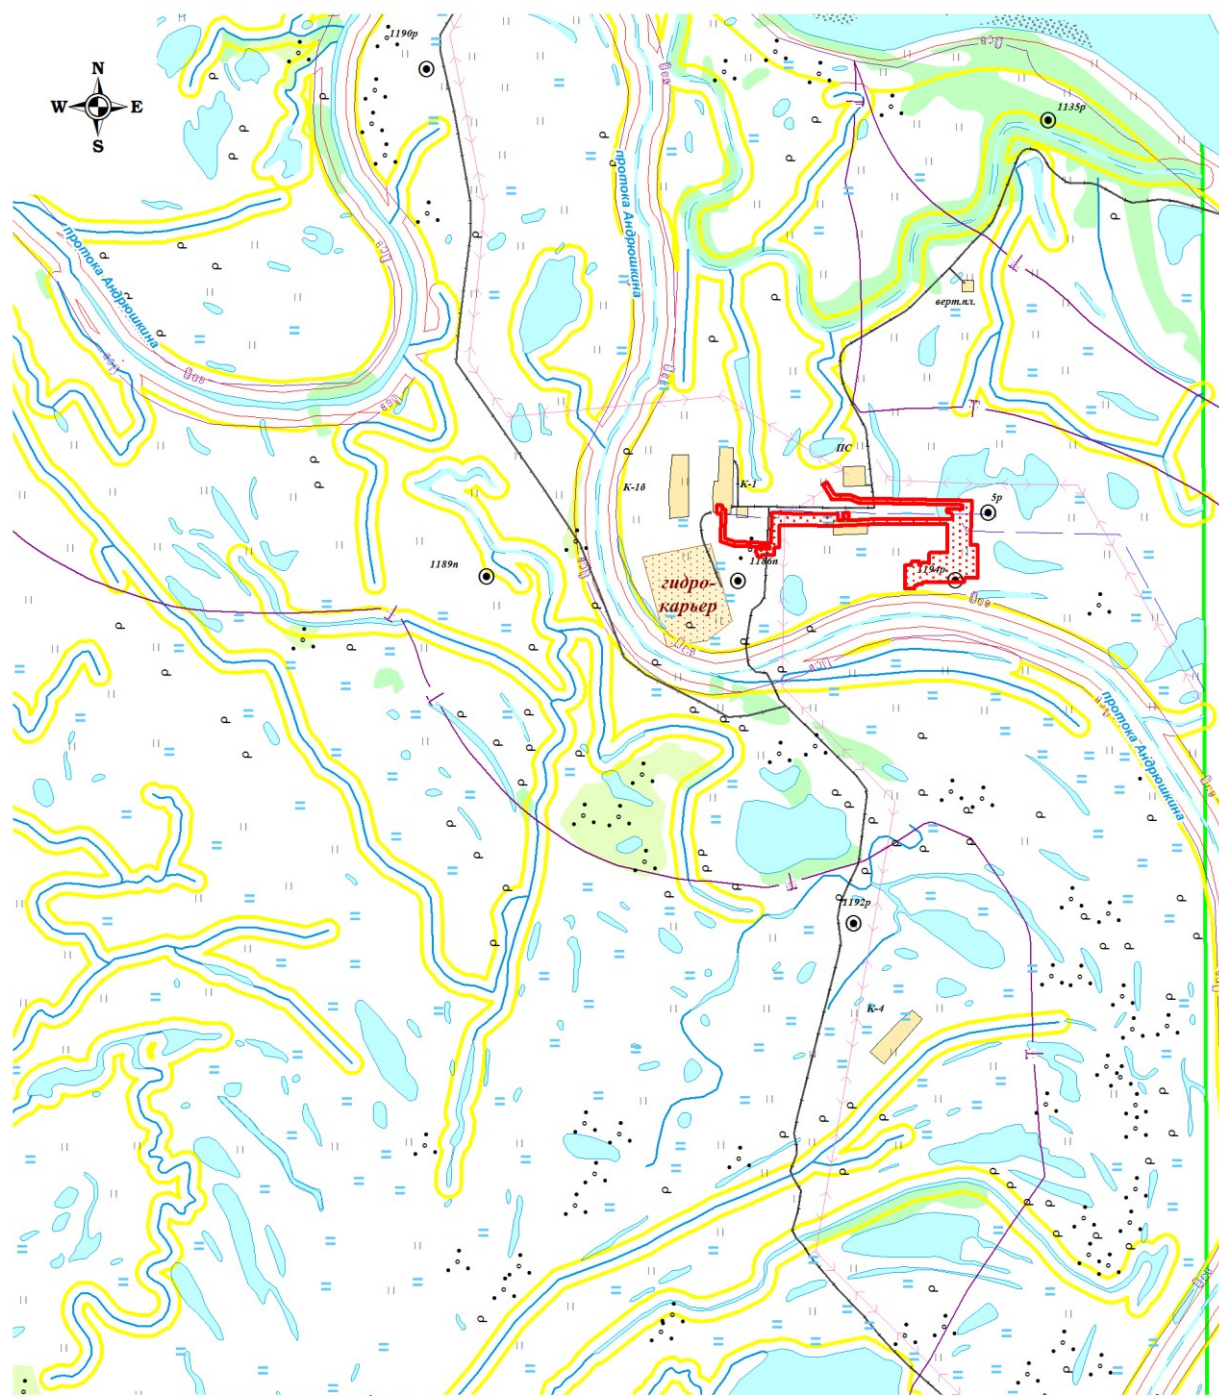 1190р
N
W E
S
1135р
протока Андрюшкина
протока Андрюшкина
верт.пл.
ПС
К-1б
К-1
5р
1189п
1186п
1194р
гидро-
карьер
протока Андрюшкина
1192р
К-4